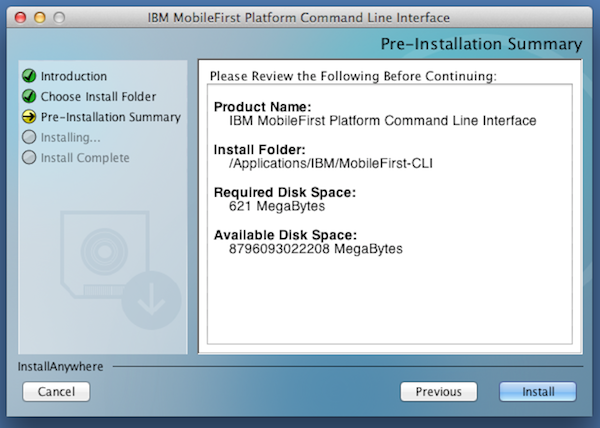 IBM MobileFirst Platform Command Line Interface
Pre-Installation Summary
Introduction
Choose Install Folder
Pre-Installation Summary
Installing...
Install Complete
Please Review the Following Before Continuing:
Product Name:
IBM MobileFirst Platform Command Line Interface
Install Folder:
/Applications/IBM/MobileFirst-CLI
Required Disk Space:
621 MegaBytes
Available Disk Space:
8796093022208 MegaBytes
InstallAnywhere
Cancel
Previous
Install